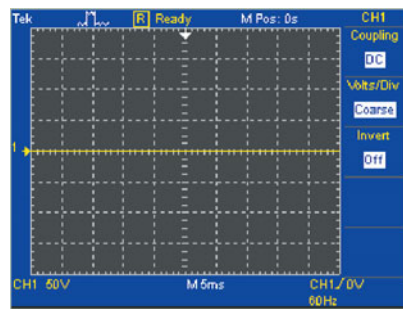 Tek R Ready M Pos: 0s CH1
Coupling
DC
Volts/Div
Coarse
Invert
Off
1
CH1 50V M 5ms CH1 / 0V
60Hz